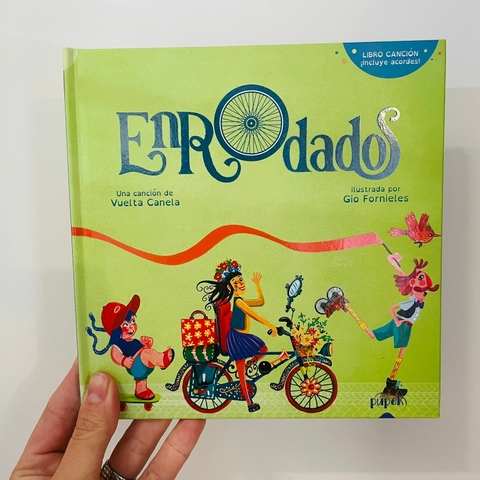 LIBRO CANCIÓN
¡Incluye acordes!
EnROdadoS
Una canción de
Vuelta Canela
Ilustrada por
Gio Fornieles
pupek